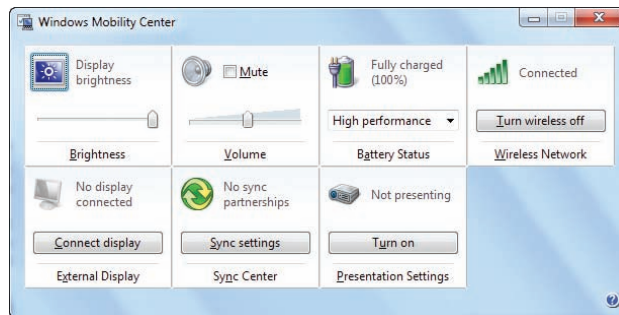 Windows Mobility Center
Display
brightness
Brightness
Mute
Volume
Fully charged
(100%)
High performance
Battery Status
Connected
Turn wireless off
Wireless Network
No display
connected
Connect display
External Display
No sync
partnerships
Sync settings
Sync Center
Not presenting
Turn on
Presentation Settings